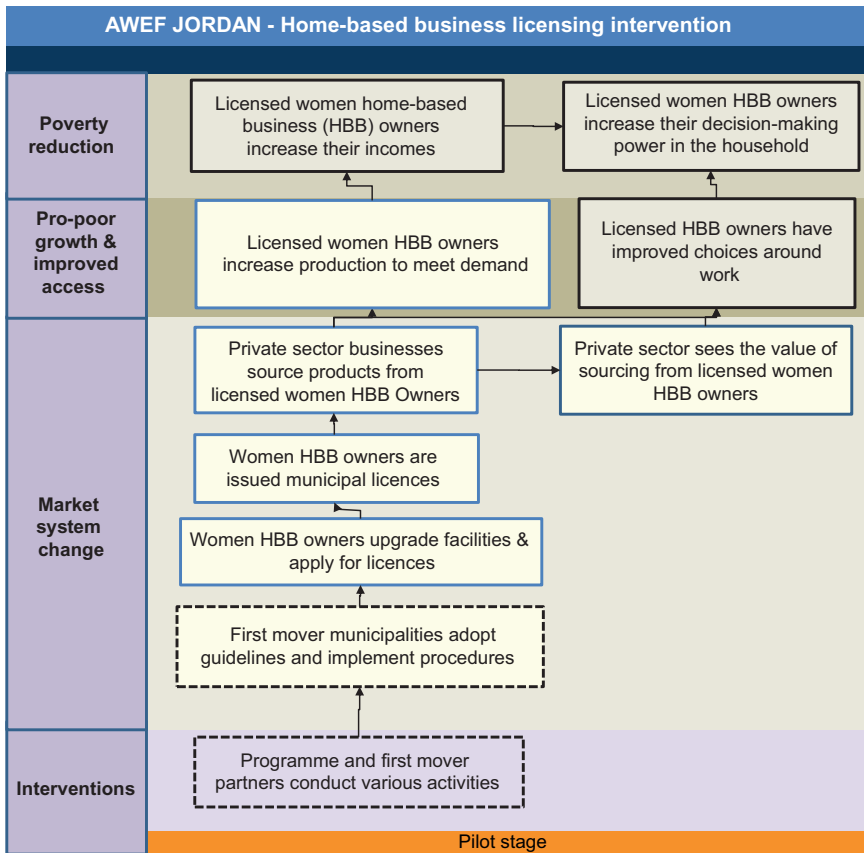 AWEF JORDAN - Home-based business licensing intervention
Poverty
reduction
Licensed women home-based
business (HBB) owners
increase their incomes
Licensed women HBB owners
increase their decision-making
power in the household
Pro-poor
growth &
improved
access
Licensed women HBB owners
increase production to meet demand
Licensed HBB owners have
improved choices around
work
Market
system
change
Private sector businesses
source products from
licensed women HBB Owners
Private sector sees the value of
sourcing from licensed women
HBB owners
Women HBB owners are
issued municipal licences
Women HBB owners upgrade facilities &
apply for licences
First mover municipalities adopt
guidelines and implement procedures
Interventions
Programme and first mover
partners conduct various activities
Pilot stage